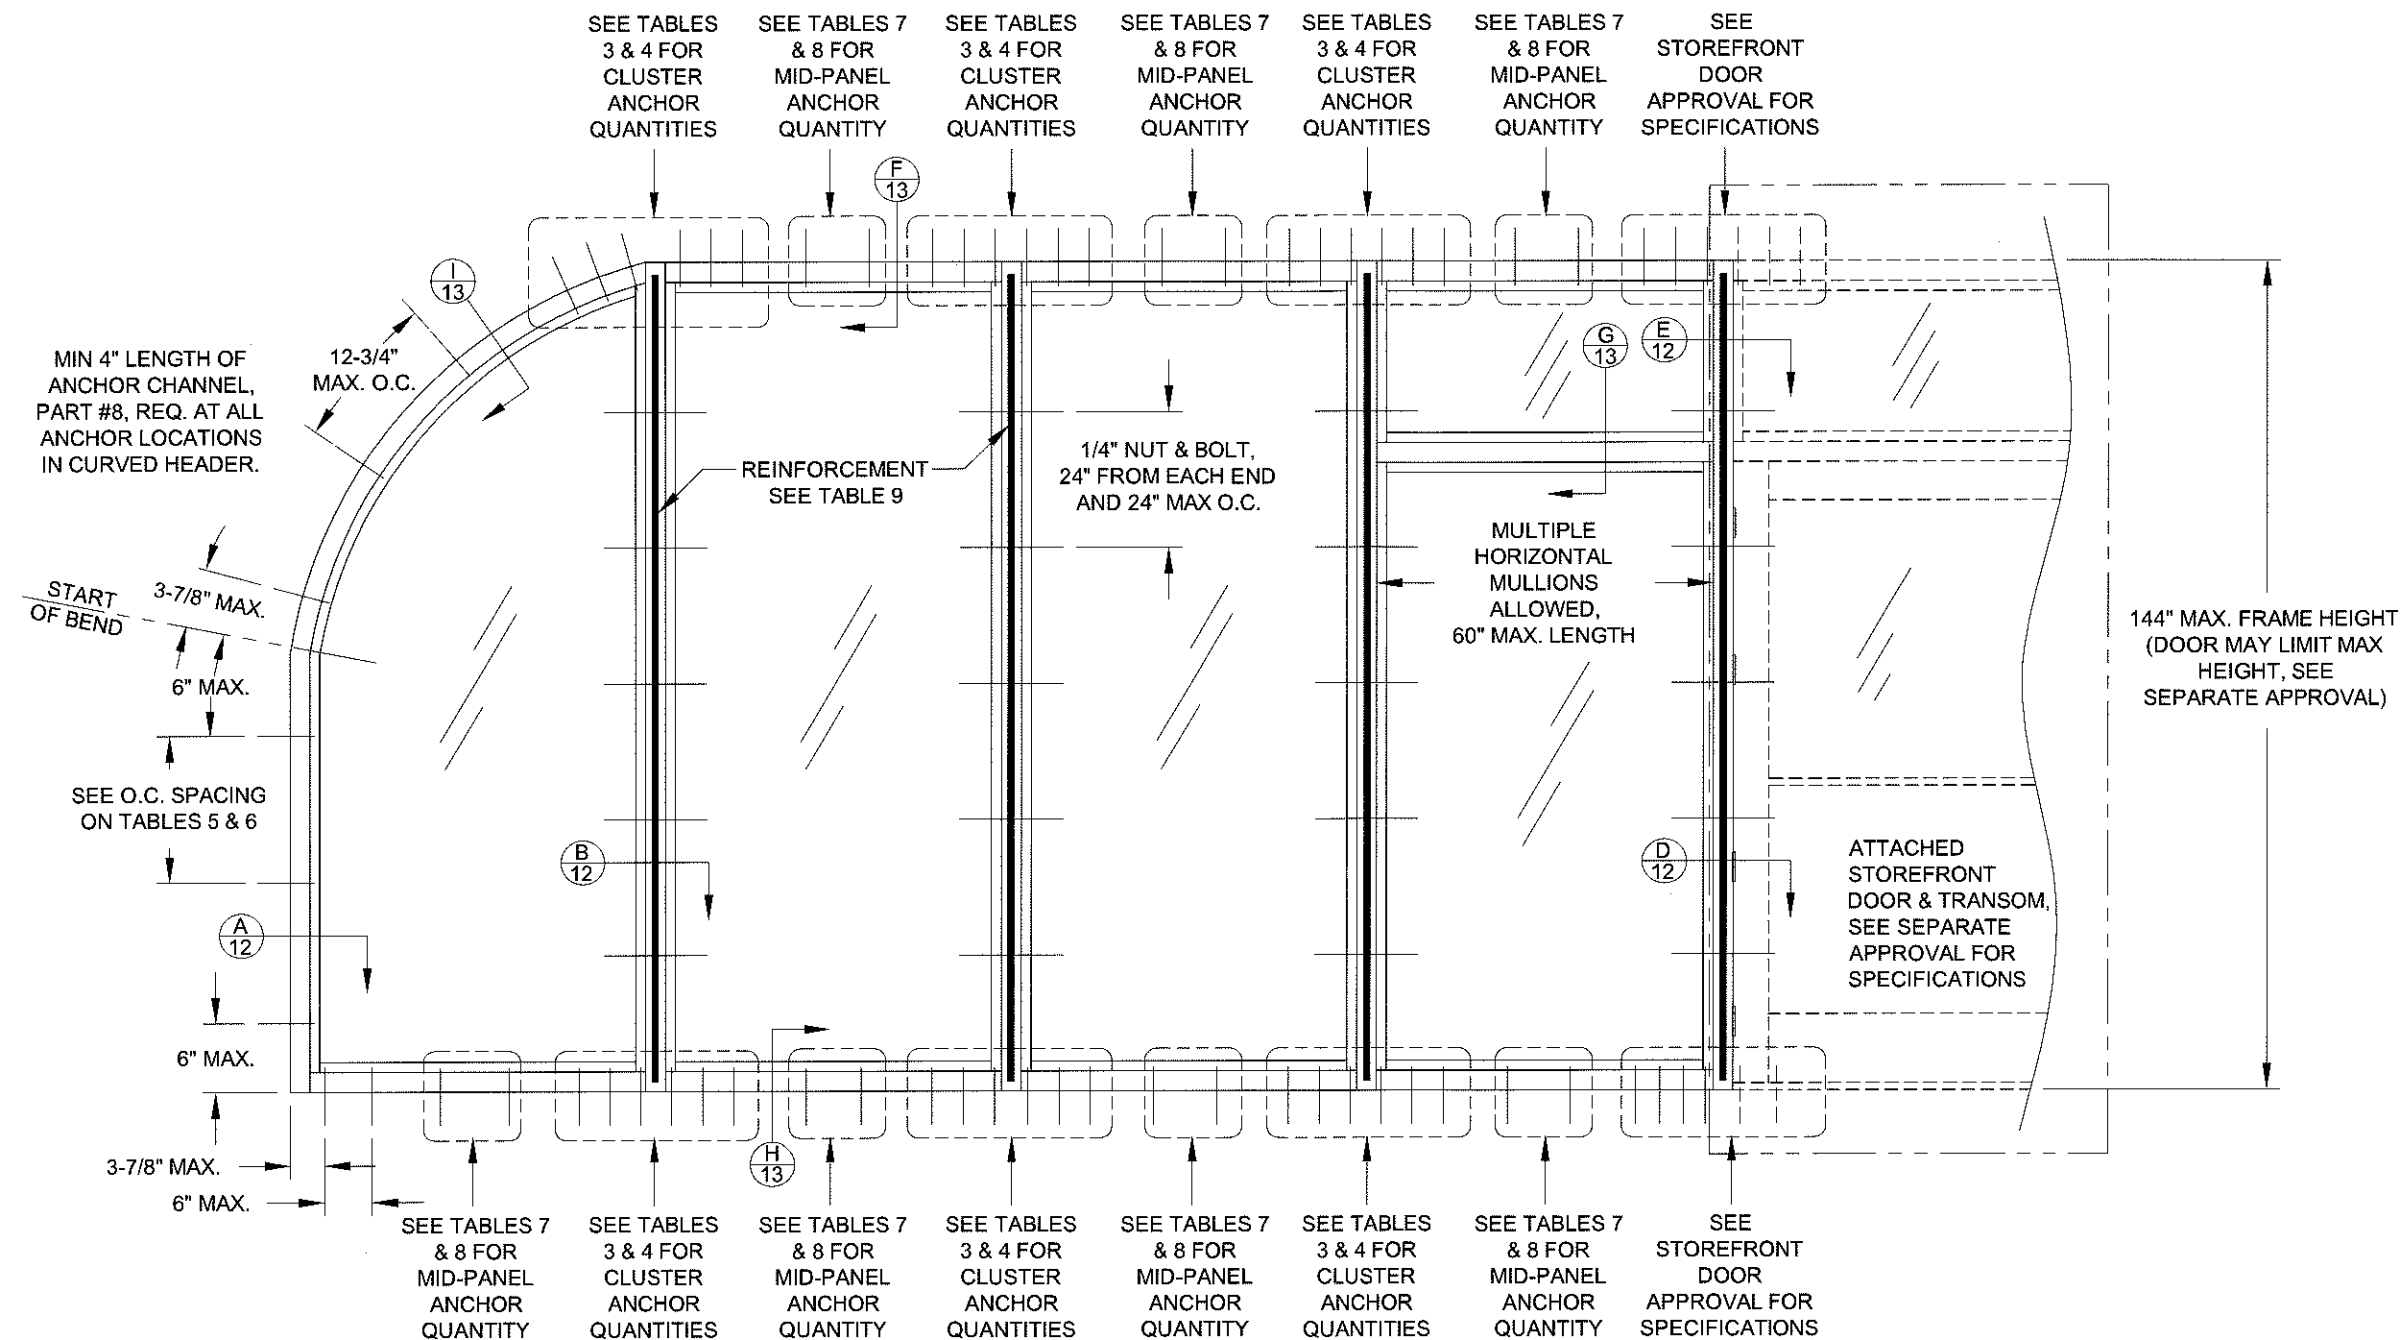 SEE TABLES
3 & 4 FOR
CLUSTER
ANCHOR
QUANTITIES
SEE TABLES 7
& 8 FOR
MID-PANEL
ANCHOR
QUANTITY
SEE TABLES
3 & 4 FOR
CLUSTER
ANCHOR
QUANTITIES
SEE TABLES 7
& 8 FOR
MID-PANEL
ANCHOR
QUANTITY
SEE TABLES
3 & 4 FOR
CLUSTER
ANCHOR
QUANTITIES
SEE TABLES 7
& 8 FOR
MID-PANEL
ANCHOR
QUANTITY
SEE
STOREFRONT
DOOR
APPROVAL FOR
SPECIFICATIONS
F
13
I
13
G
13
E
12
MIN 4" LENGTH OF
ANCHOR CHANNEL,
PART #8, REQ. AT ALL
ANCHOR LOCATIONS
IN CURVED HEADER.
12-3/4"
MAX. O.C.
REINFORCEMENT
SEE TABLE 9
1/4" NUT & BOLT,
24" FROM EACH END
AND 24" MAX O.C.
MULTIPLE
HORIZONTAL
MULLIONS
ALLOWED,
60" MAX. LENGTH
START
OF BEND
3-7/8" MAX.
6" MAX.
144" MAX. FRAME HEIGHT
(DOOR MAY LIMIT MAX
HEIGHT, SEE
SEPARATE APPROVAL)
SEE O.C. SPACING
ON TABLES 5 & 6
B
12
D
12
ATTACHED
STOREFRONT
DOOR & TRANSOM,
SEE SEPARATE
APPROVAL FOR
SPECIFICATIONS
A
12
6" MAX.
H
13
3-7/8" MAX.
6" MAX.
SEE TABLES 7
& 8 FOR
MID-PANEL
ANCHOR
QUANTITY
SEE TABLES
3 & 4 FOR
CLUSTER
ANCHOR
QUANTITIES
SEE TABLES 7
& 8 FOR
MID-PANEL
ANCHOR
QUANTITY
SEE TABLES
3 & 4 FOR
CLUSTER
ANCHOR
QUANTITIES
SEE TABLES 7
& 8 FOR
MID-PANEL
ANCHOR
QUANTITY
SEE TABLES
3 & 4 FOR
CLUSTER
ANCHOR
QUANTITIES
SEE TABLES 7
& 8 FOR
MID-PANEL
ANCHOR
QUANTITY
SEE
STOREFRONT
DOOR
APPROVAL FOR
SPECIFICATIONS